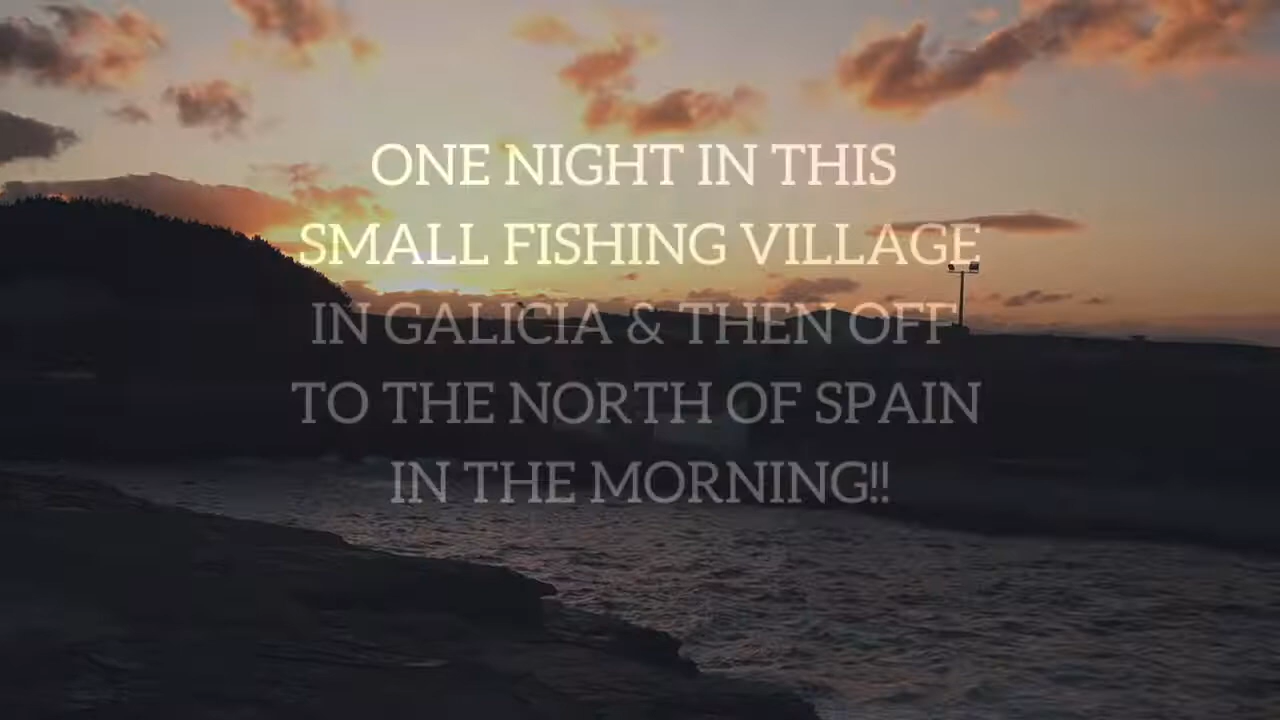 ONE NIGHT IN THIS
SMALL FISHING VILLAGE
IN GALICIA & THEN OFF
TO THE NORTH OF SPAIN
IN THE MORNING!!